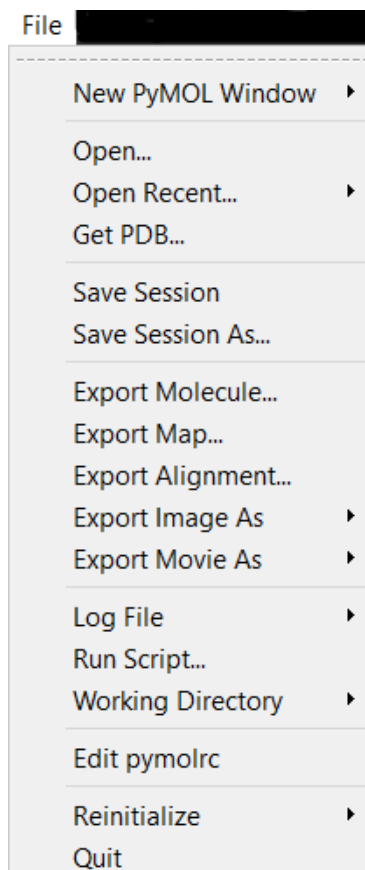 File
New PyMOL Window
Open...
Open Recent...
Get PDB...
Save Session
Save Session As...
Export Molecule...
Export Map...
Export Alignment...
Export Image As
Export Movie As
Log File
Run Script...
Working Directory
Edit pymolrc
Reinitialize
Quit